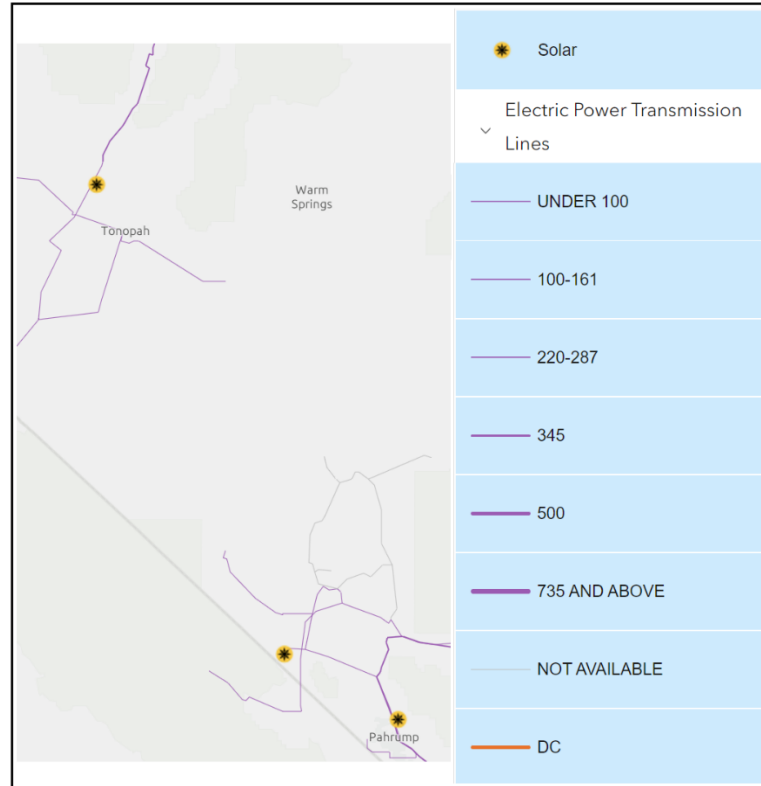 Warm
Springs
Tonopah
Pahrump
Solar
Electric Power Transmission
Lines
UNDER 100
100-161
220-287
345
500
735 AND ABOVE
NOT AVAILABLE
DC